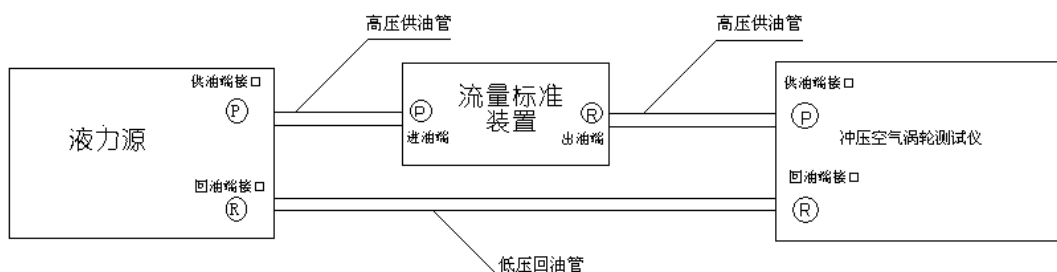 高压供油管
高压供油管
供油端接口
P
液力源
回油端接口
R
P
进油端
流量标准
装置
R
出油端
供油端接口
P
冲压空气涡轮测试仪
回油端接口
R
低压回油管